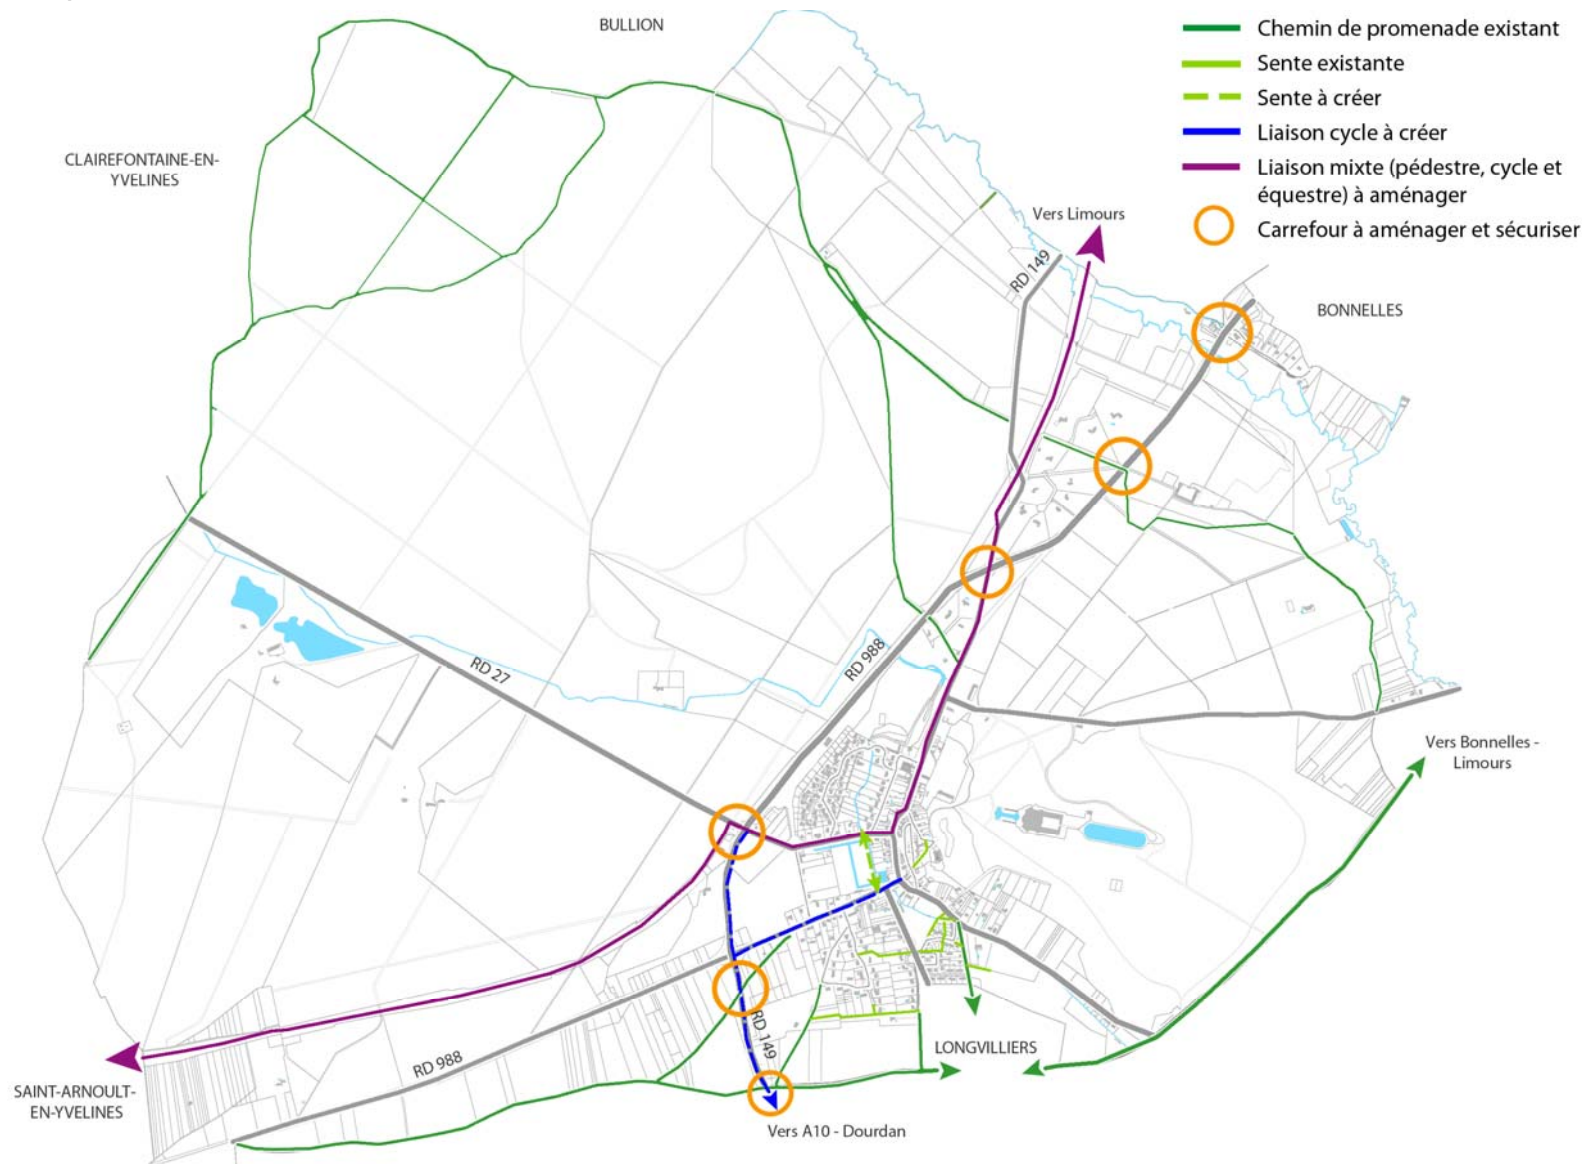 BULLION
Chemin de promenade existant
Sente existante
Sente à créer
Liaison cycle à créer
Liaison mixte (pédestre, cycle et
équestre) à aménager
Carrefour à aménager et sécuriser
CLAIREFONTAINE-EN-
YVELINES
Vers Limours
RD 149
BONNELLES
RD 27
RD 988
Vers Bonnelles -
Limours
RD 149
RD 988
LONGVILLIERS
SAINT-ARNOULT-
EN-YVELINES
Vers A10 - Dourdan